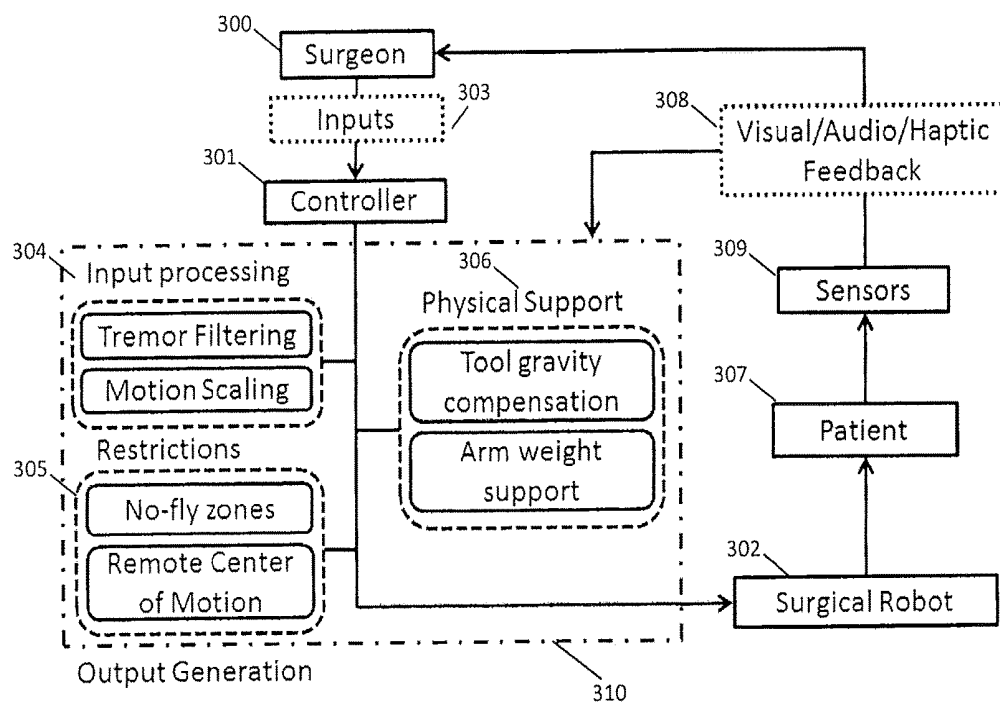 300
Surgeon
303
Inputs
301
Controller
308
Visual/Audio/Haptic
Feedback
304
Input processing
Tremor Filtering
Motion Scaling
306
Physical Support
Tool gravity
compensation
Arm weight
support
309
Sensors
307
Patient
Restrictions
305
No-fly zones
Remote Center
of Motion
302
Surgical Robot
Output Generation
310